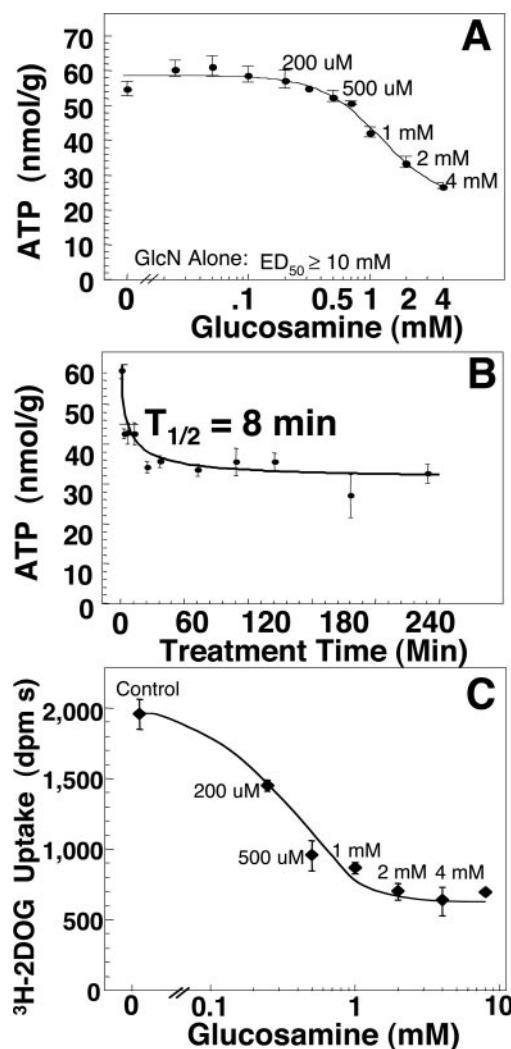 A
70
60
50
40
30
20
10
0
ATP (nmol/g)
200 uM
500 uM
1 mM
2 mM
4 mM
GlcN Alone: ED50 ≥ 10 mM
0 .1 0.5 1 2 4
Glucosamine (mM)
B
60
50
40
30
20
10
0
ATP (nmol/g)
T1/2 = 8 min
0 60 120 180 240
Treatment Time (Min)
C
Control
2,000
1,500
1,000
500
0
³H-2DOG Uptake (dpm s)
200 uM
500 uM
1 mM
2 mM 4 mM
0 0.1 1 10
Glucosamine (mM)